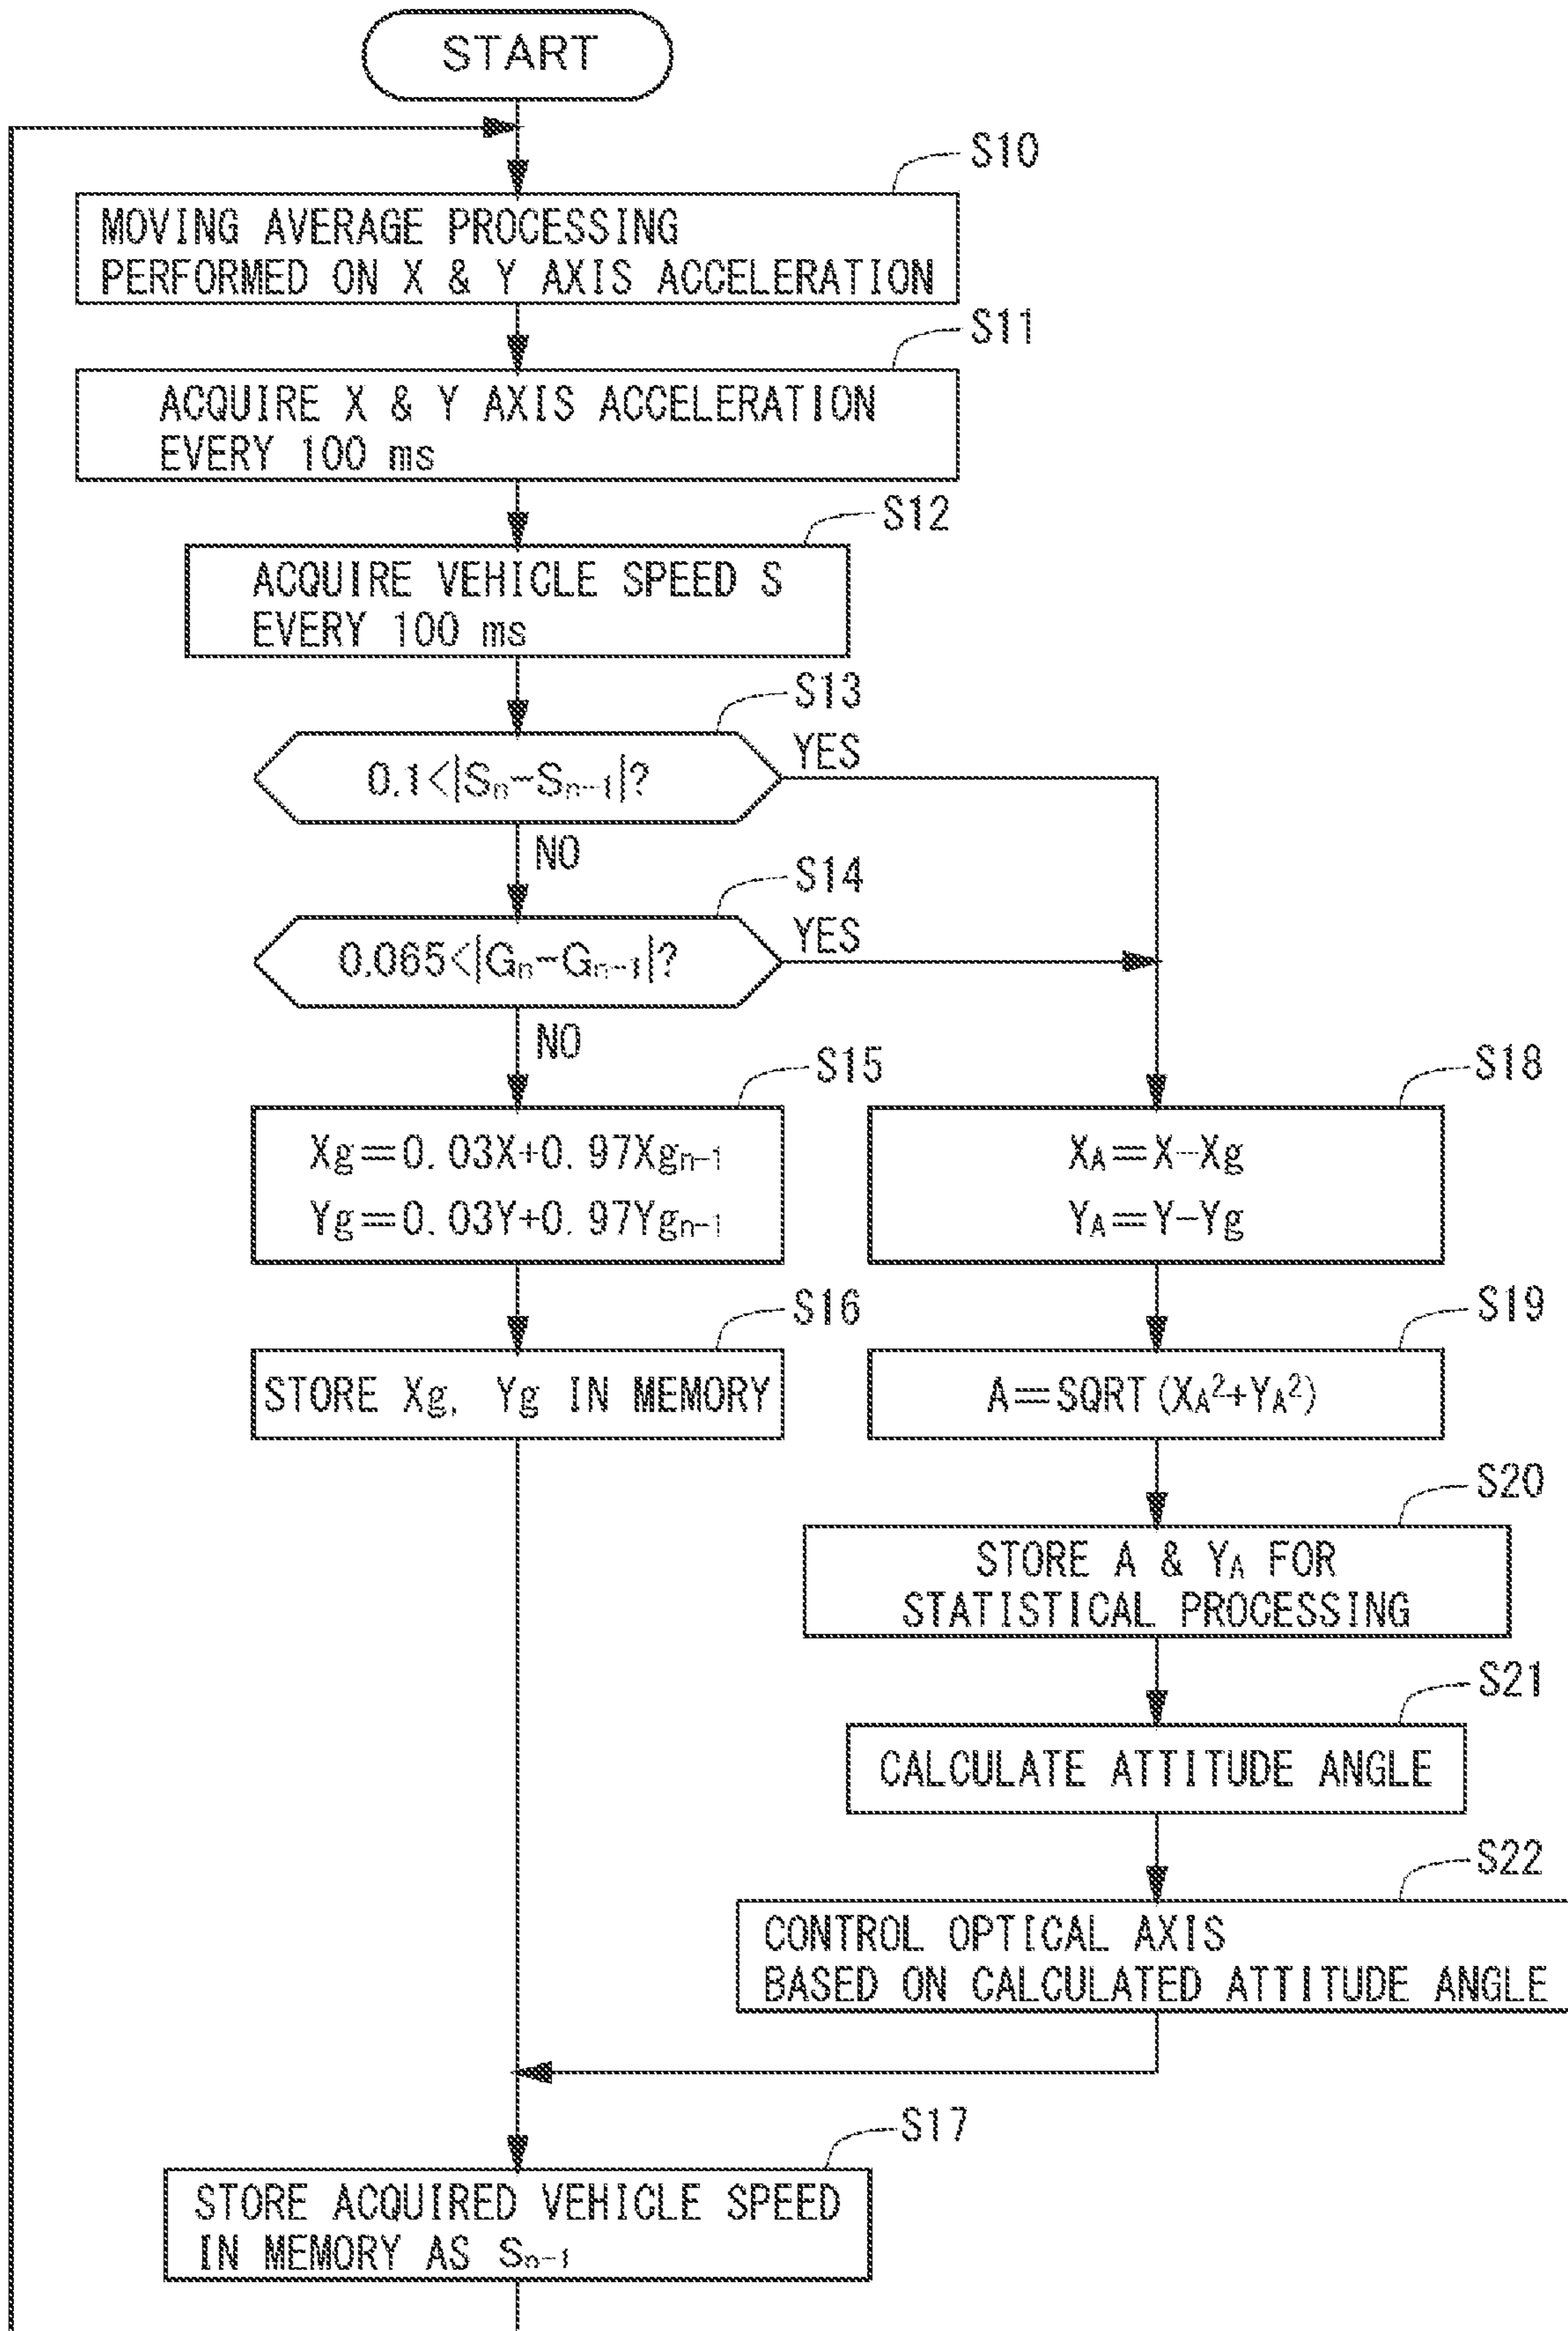 START
S10
MOVING AVERAGE PROCESSING
PERFORMED ON X & Y AXIS ACCELERATION
S11
ACQUIRE X & Y AXIS ACCELERATION
EVERY 100 ms
S12
ACQUIRE VEHICLE SPEED S
EVERY 100 ms
S13
0.1<|Sₙ-Sₙ₋₁|?
YES
NO
S14
0.065<|Gₙ-Gₙ₋₁|?
YES
NO
S15
Xg=0.03X+0.97Xgₙ₋₁
Yg=0.03Y+0.97Ygₙ₋₁
S16
STORE Xg, Yg IN MEMORY
S18
XA=X-Xg
YA=Y-Yg
S19
A=SQRT(XA²+YA²)
S20
STORE A & YA FOR
STATISTICAL PROCESSING
S21
CALCULATE ATTITUDE ANGLE
S22
CONTROL OPTICAL AXIS
BASED ON CALCULATED ATTITUDE ANGLE
S17
STORE ACQUIRED VEHICLE SPEED
IN MEMORY AS Sₙ₋₁